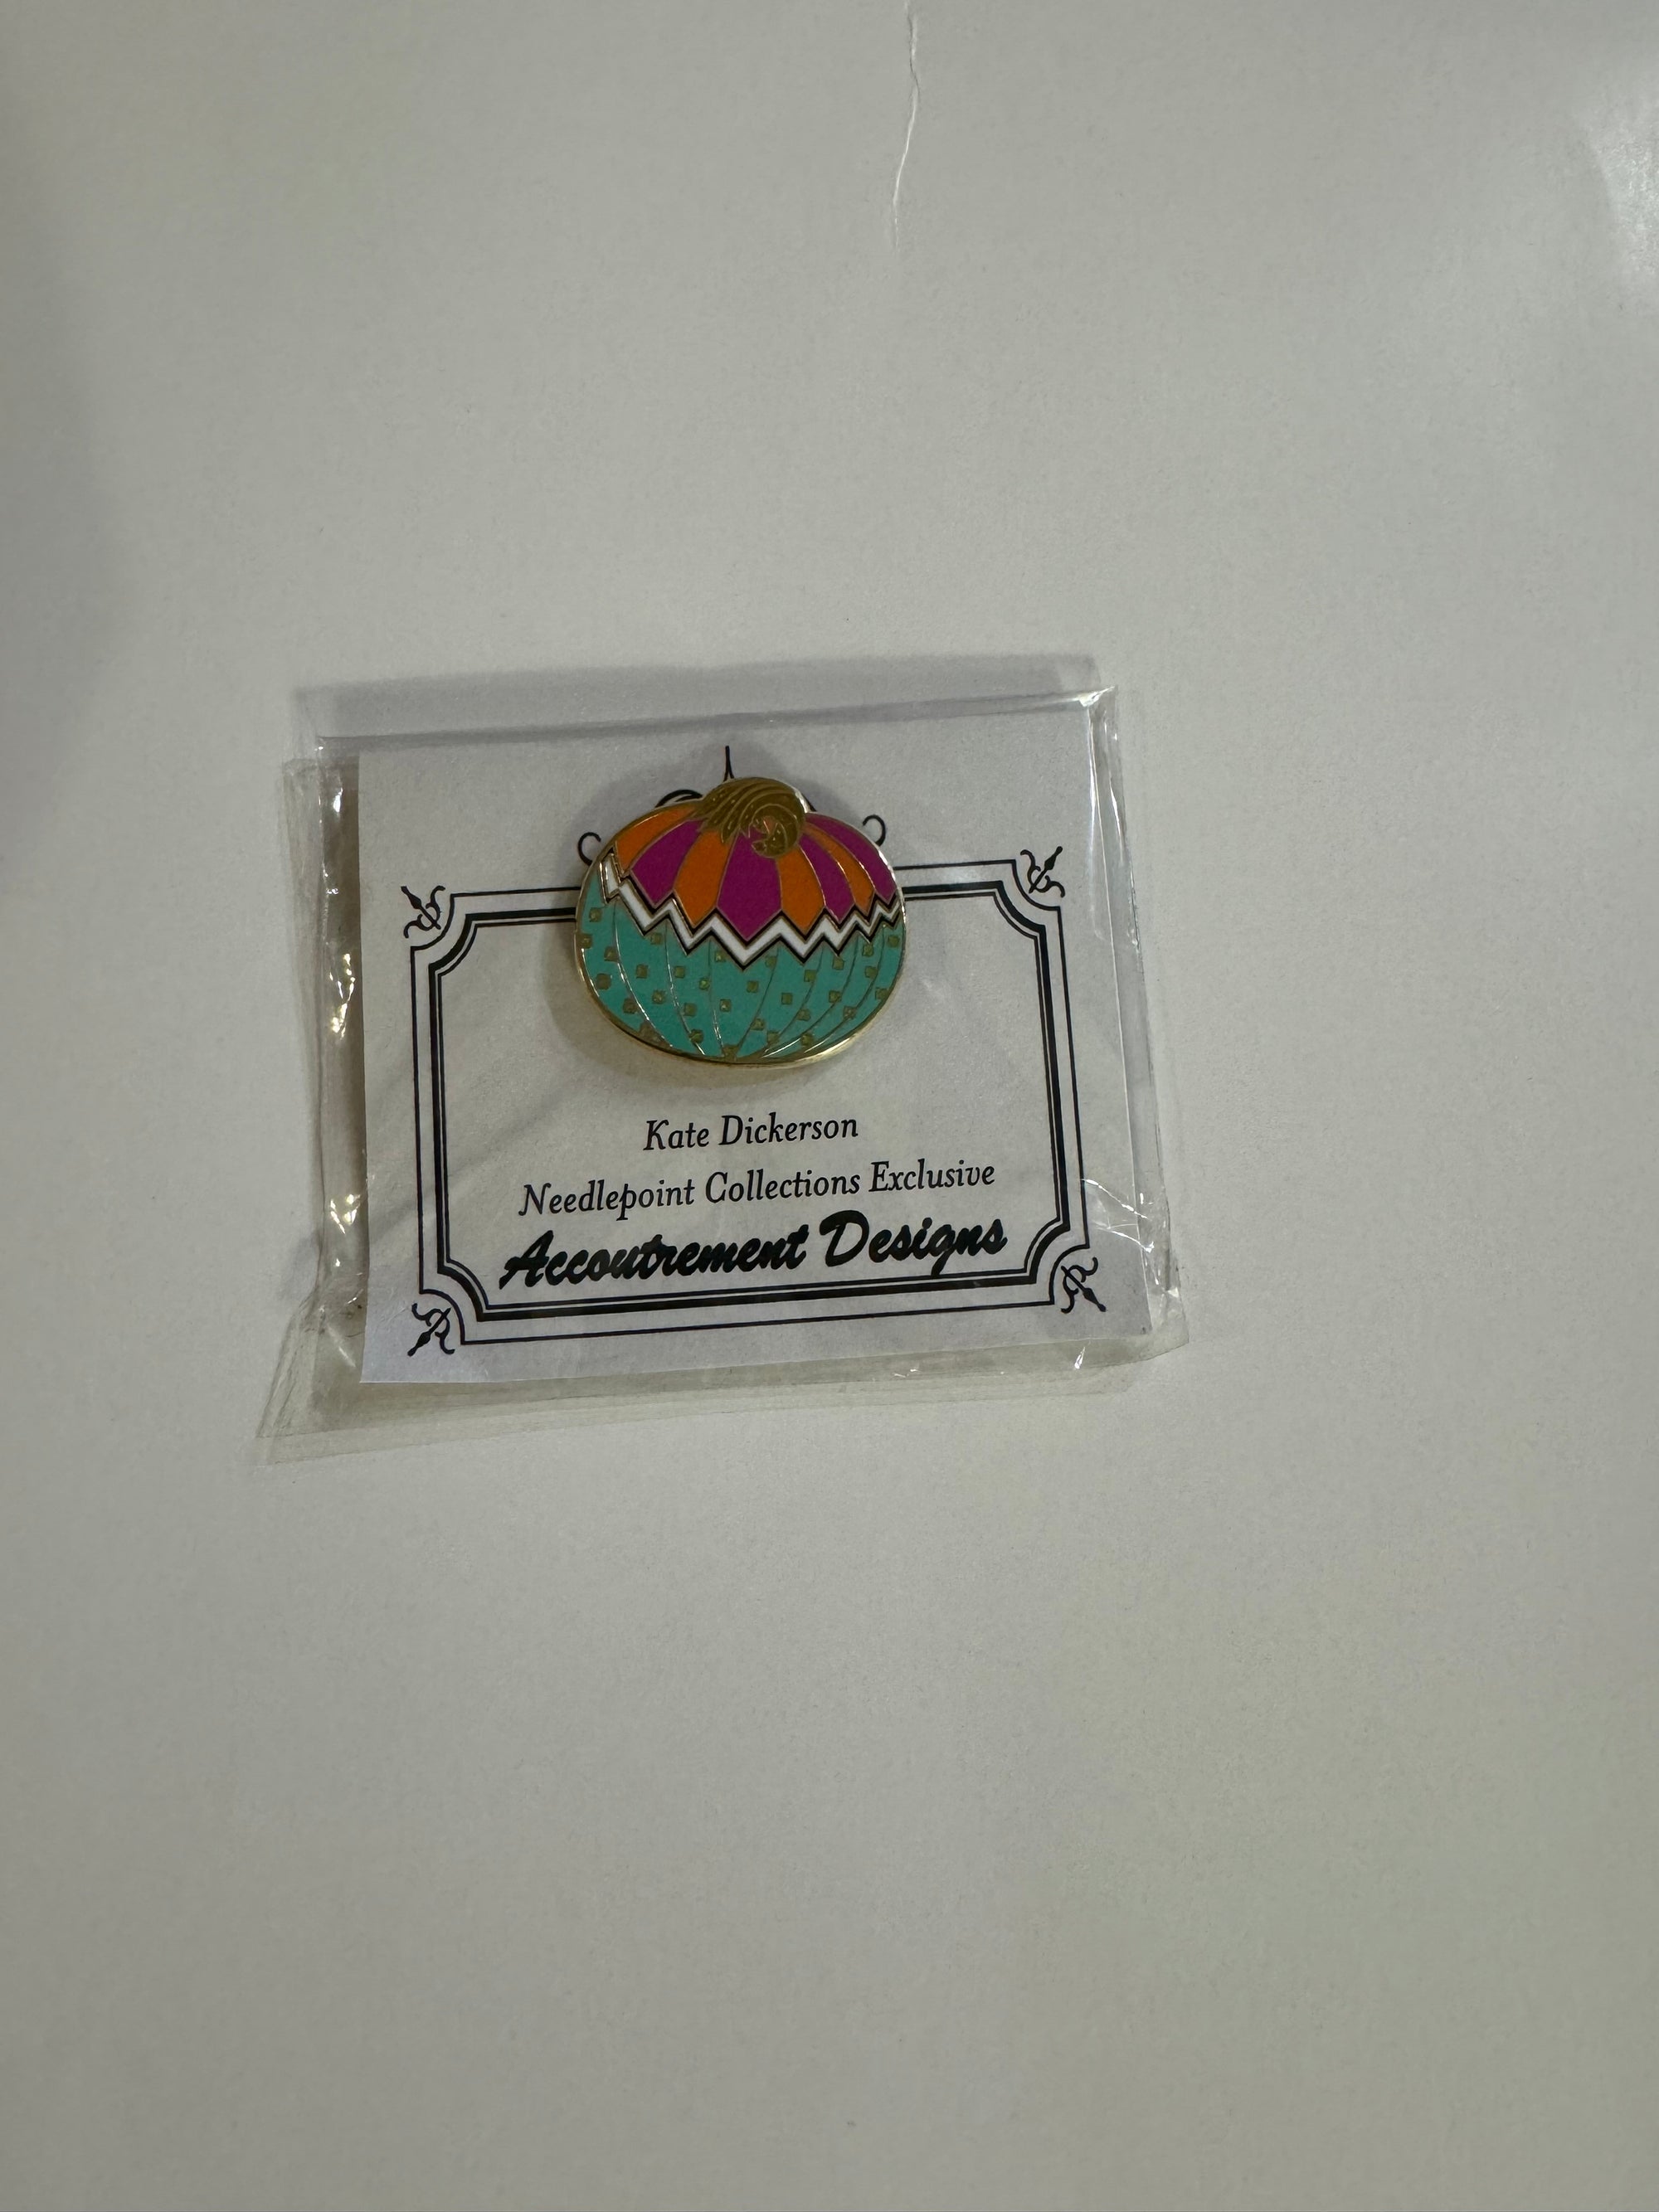 Kate Dickerson
Needlepoint Collections Exclusive
Accoutrement Designs